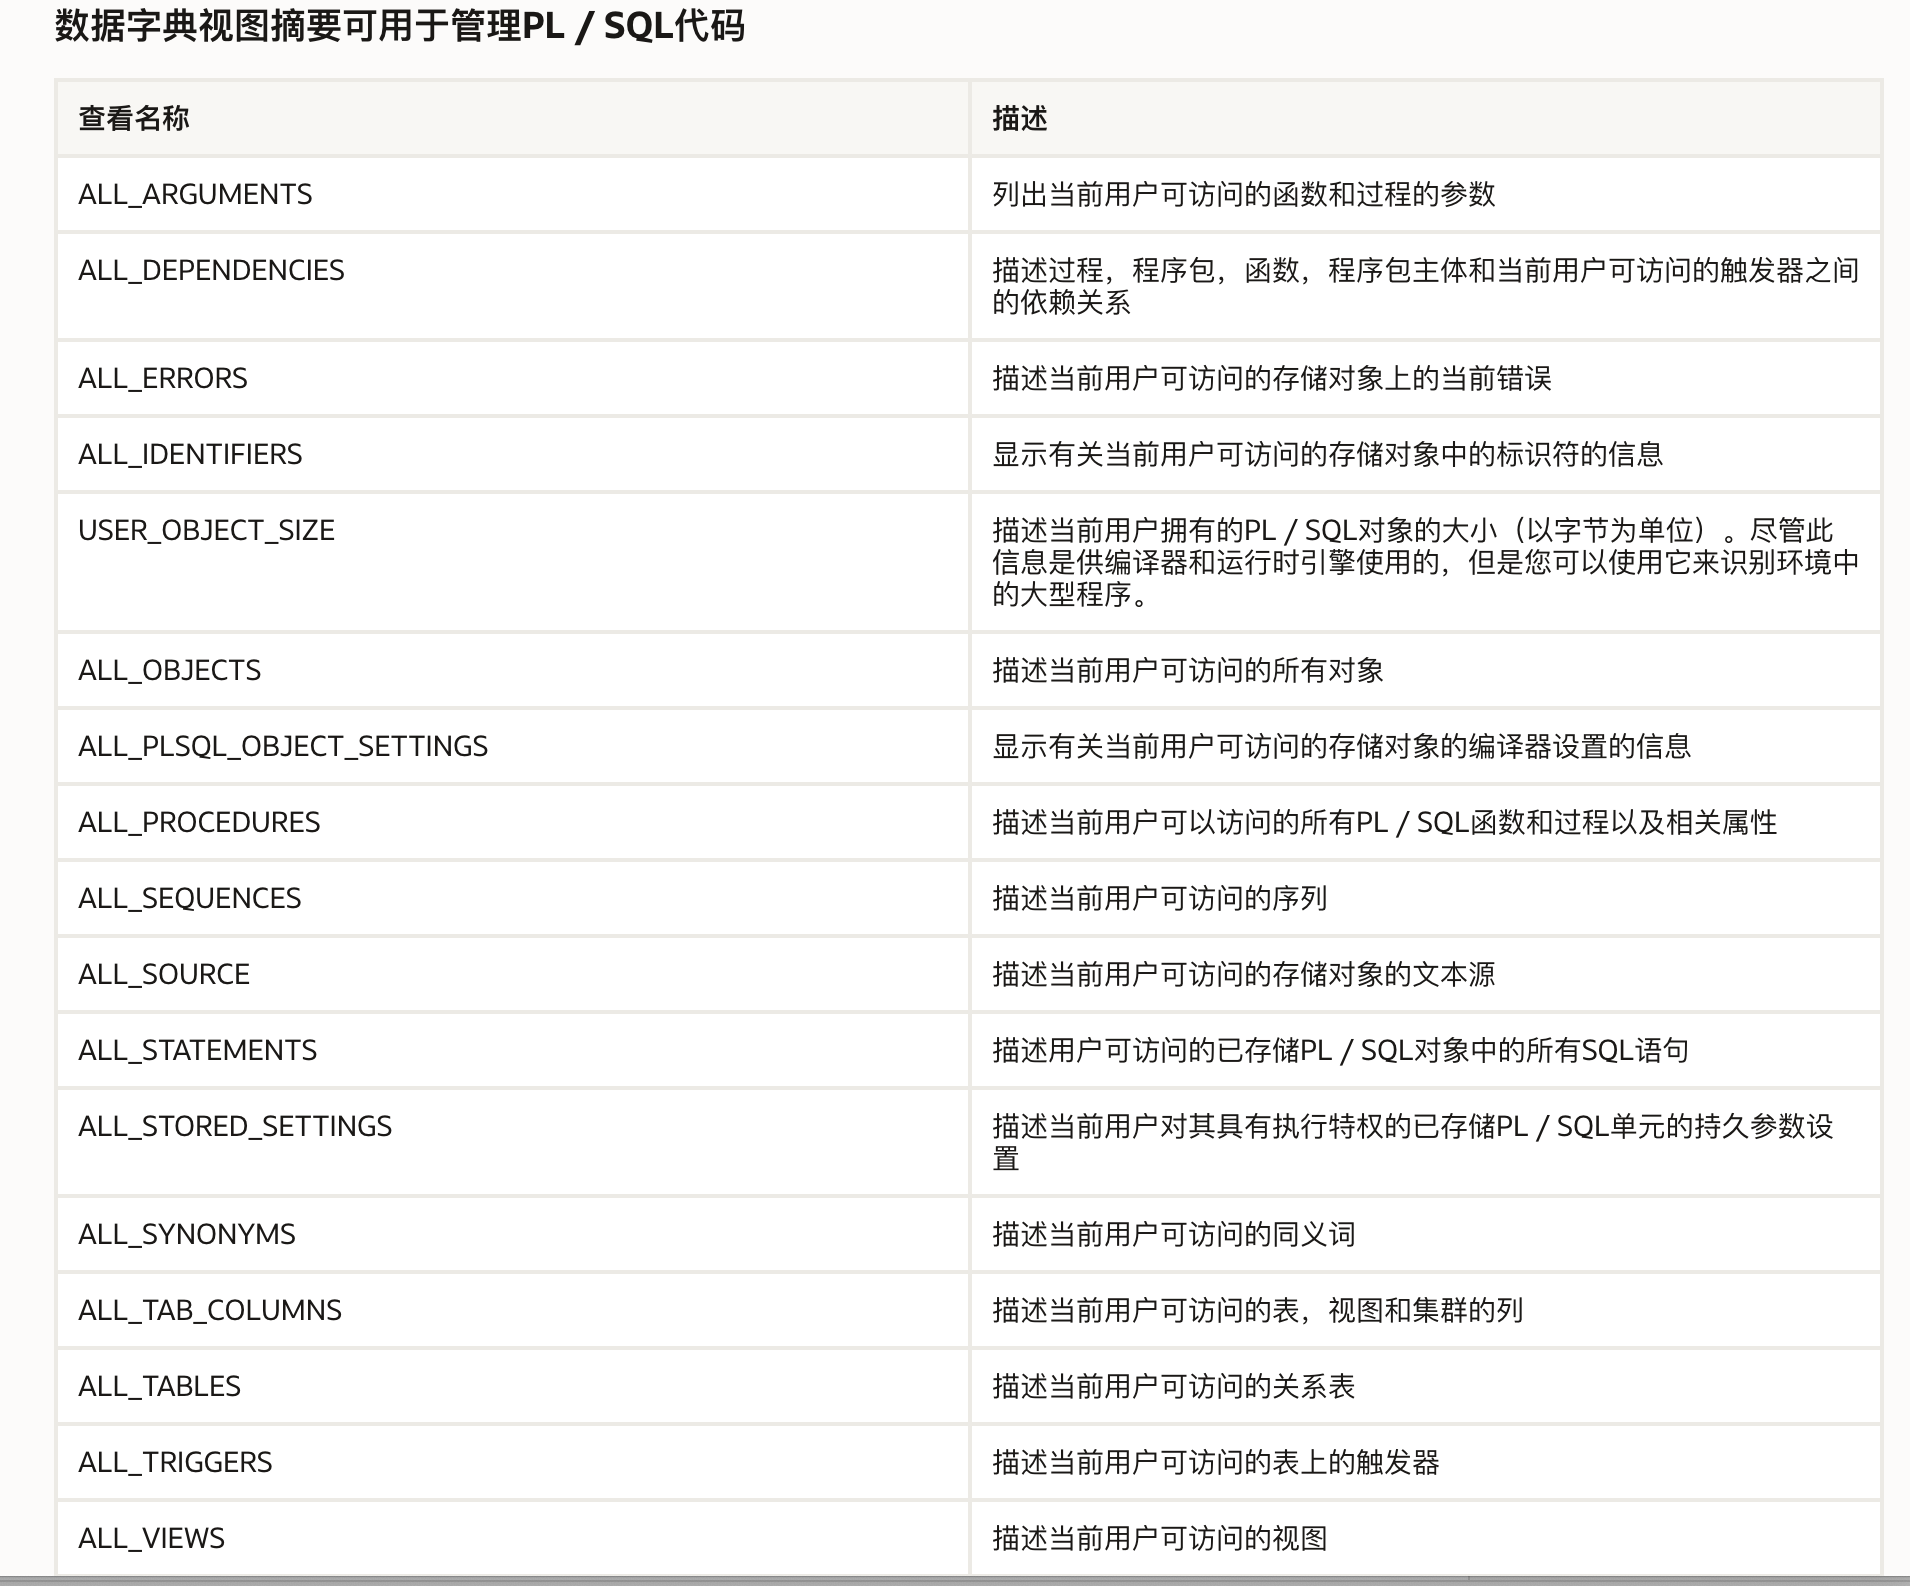 数据字典视图摘要可用于管理PL / SQL代码
查看名称
描述
ALL_ARGUMENTS
列出当前用户可访问的函数和过程的参数
ALL_DEPENDENCIES
描述过程，程序包，函数，程序包主体和当前用户可访问的触发器之间
的依赖关系
ALL_ERRORS
描述当前用户可访问的存储对象上的当前错误
ALL_IDENTIFIERS
显示有关当前用户可访问的存储对象中的标识符的信息
USER_OBJECT_SIZE
描述当前用户拥有的PL / SQL对象的大小（以字节为单位）。尽管此
信息是供编译器和运行时引擎使用的，但是您可以使用它来识别环境中
的大型程序。
ALL_OBJECTS
描述当前用户可访问的所有对象
ALL_PLSQL_OBJECT_SETTINGS
显示有关当前用户可访问的存储对象的编译器设置的信息
ALL_PROCEDURES
描述当前用户可以访问的所有PL / SQL函数和过程以及相关属性
ALL_SEQUENCES
描述当前用户可访问的序列
ALL_SOURCE
描述当前用户可访问的存储对象的文本源
ALL_STATEMENTS
描述用户可访问的已存储PL / SQL对象中的所有SQL语句
ALL_STORED_SETTINGS
描述当前用户对其具有执行特权的已存储PL / SQL单元的持久参数设
置
ALL_SYNONYMS
描述当前用户可访问的同义词
ALL_TAB_COLUMNS
描述当前用户可访问的表，视图和集群的列
ALL_TABLES
描述当前用户可访问的关系表
ALL_TRIGGERS
描述当前用户可访问的表上的触发器
ALL_VIEWS
描述当前用户可访问的视图